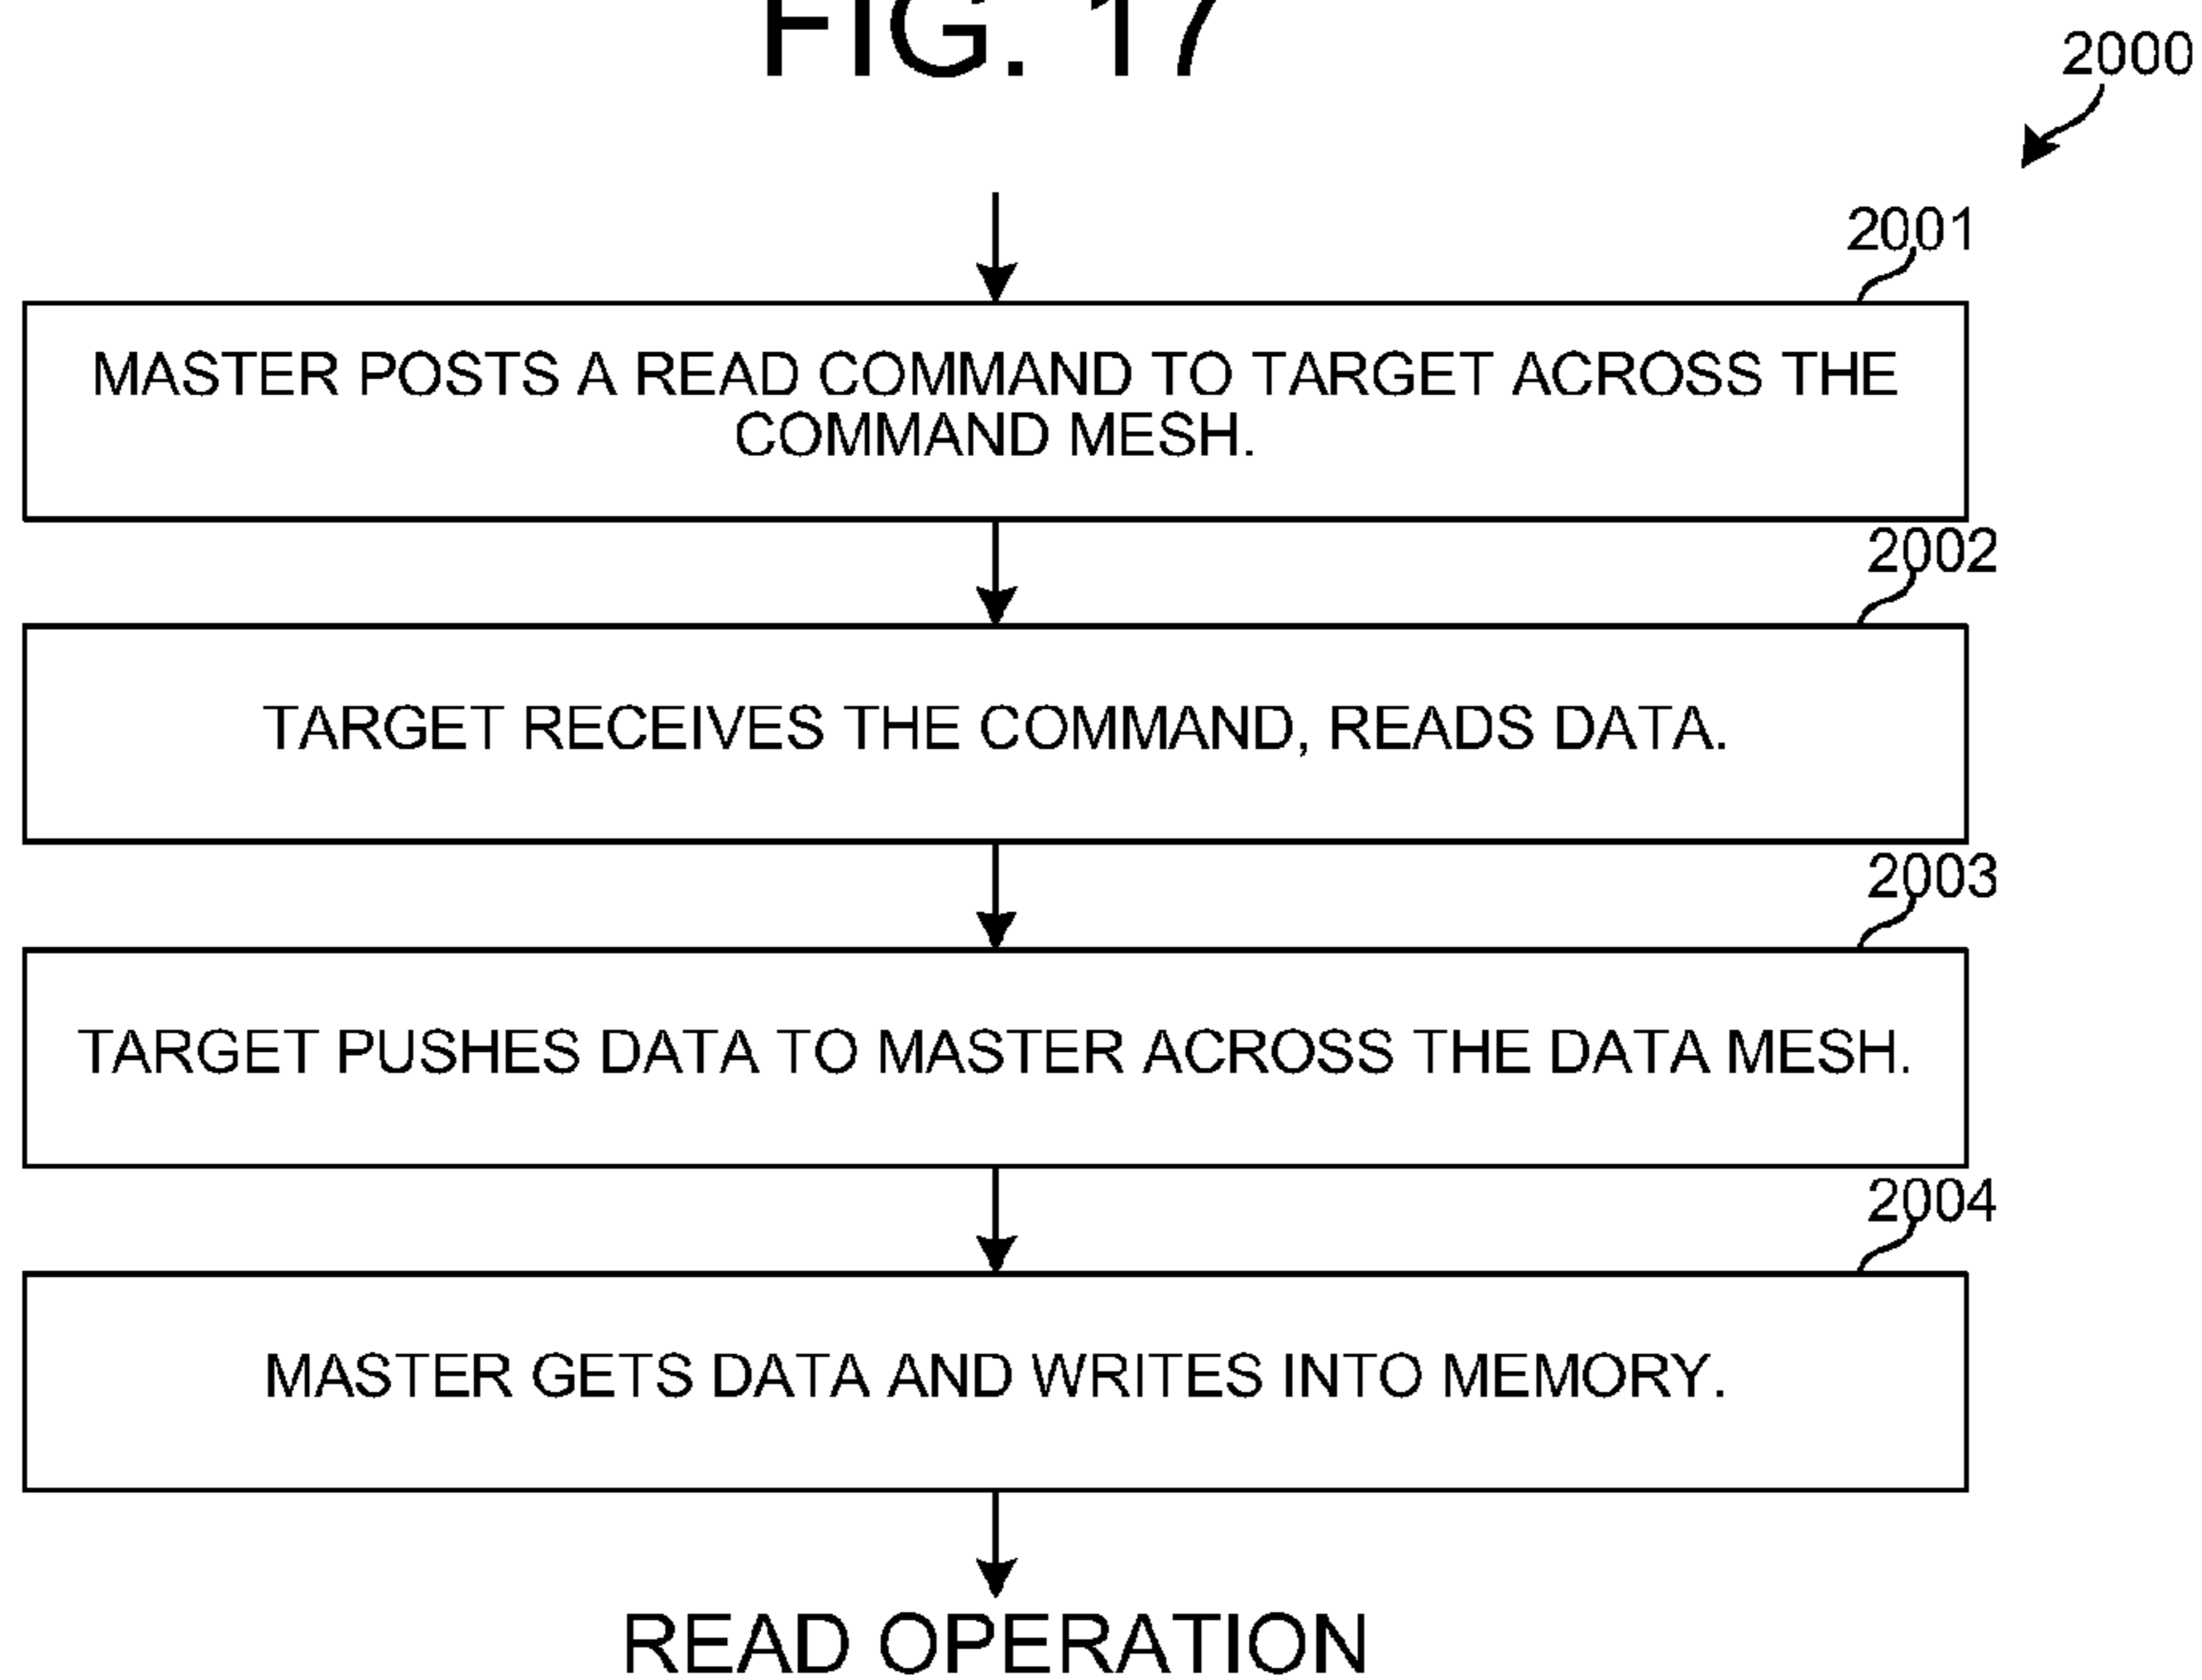 FIG. 17
2000
2001
MASTER POSTS A READ COMMAND TO TARGET ACROSS THE
COMMAND MESH.
2002
TARGET RECEIVES THE COMMAND, READS DATA.
2003
TARGET PUSHES DATA TO MASTER ACROSS THE DATA MESH.
2004
MASTER GETS DATA AND WRITES INTO MEMORY.
READ OPERATION